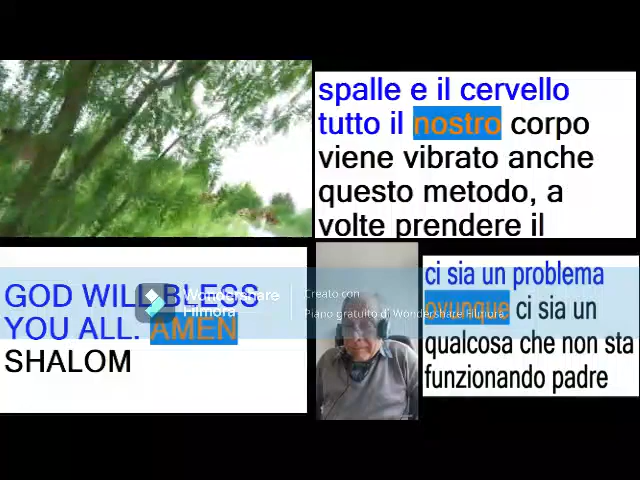 spalle e il cervello
tutto il nostro corpo
viene vibrato anche
questo metodo, a
volte prendere il
GOD WILL BLESS
YOU ALL. AMEN
SHALOM
Wondershare
Filmora
Creato con
Piano gratuito di Wondershare Filmora
ci sia un problema
ovunque ci sia un
qualcosa che non sta
funzionando padre